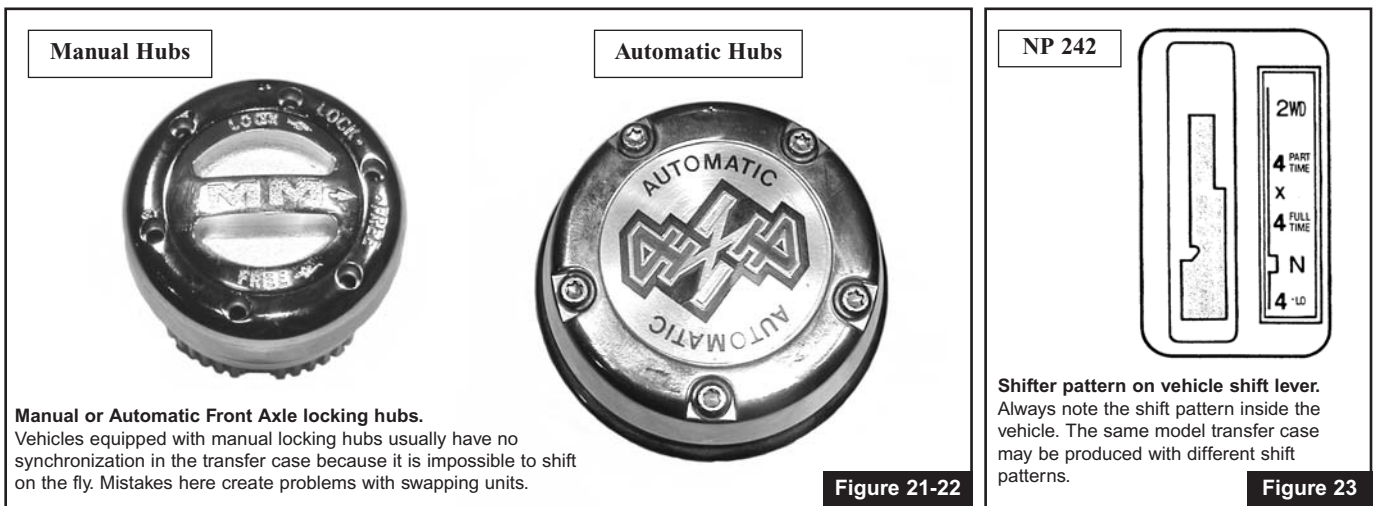 Manual Hubs
LOCK
LOCK
MM
FREE
FREE
Automatic Hubs
AUTOMATIC
AUTOMATIC
Manual or Automatic Front Axle locking hubs.
Vehicles equipped with manual locking hubs usually have no
synchronization in the transfer case because it is impossible to shift
on the fly. Mistakes here create problems with swapping units.
Figure 21-22
NP 242
2WD
4 PART TIME
X
4 FULL TIME
N
4 -LO
Shifter pattern on vehicle shift lever.
Always note the shift pattern inside the
vehicle. The same model transfer case
may be produced with different shift
patterns.
Figure 23